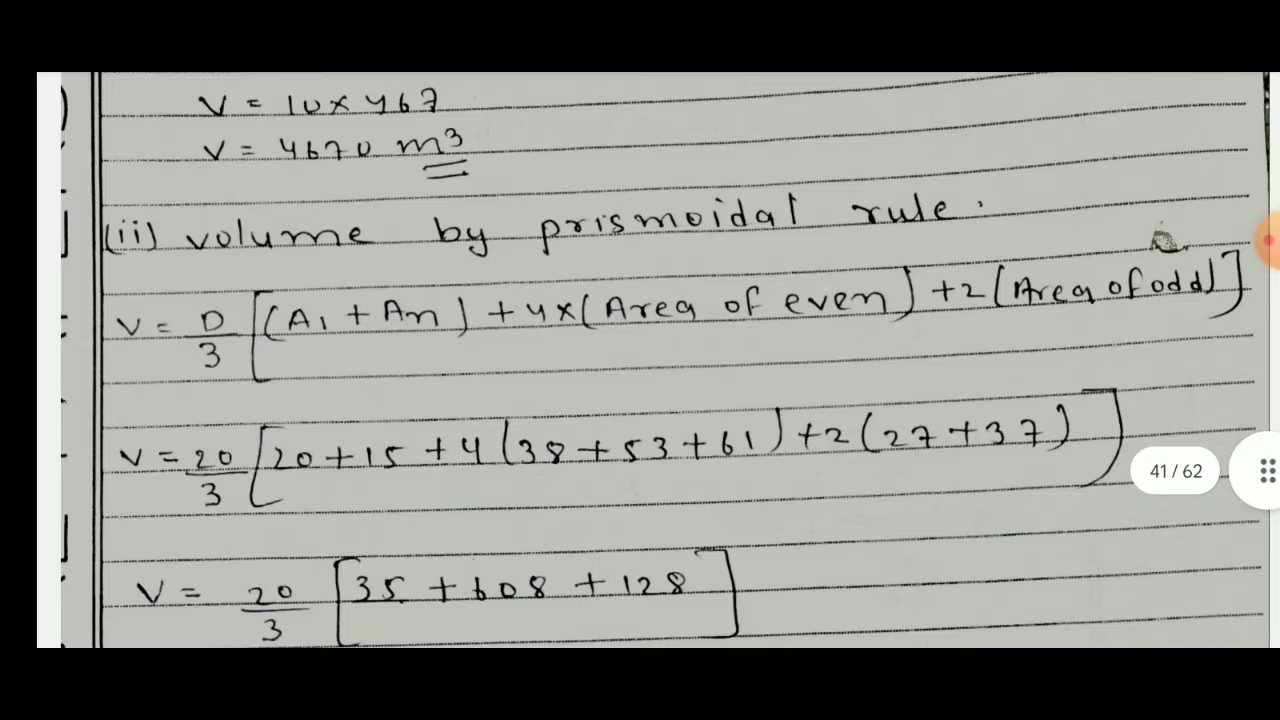 V = 10 x 467
V = 4670 m3
(ii) volume by prismoidal rule.
V = D/3 [(A1 + An) + 4x(Area of even) + 2(Area of odd)]
V = 20/3 [20 + 15 + 4(38 + 53 + 61) + 2(27 + 37)]
41 / 62
V = 20/3 [35 + 608 + 128]